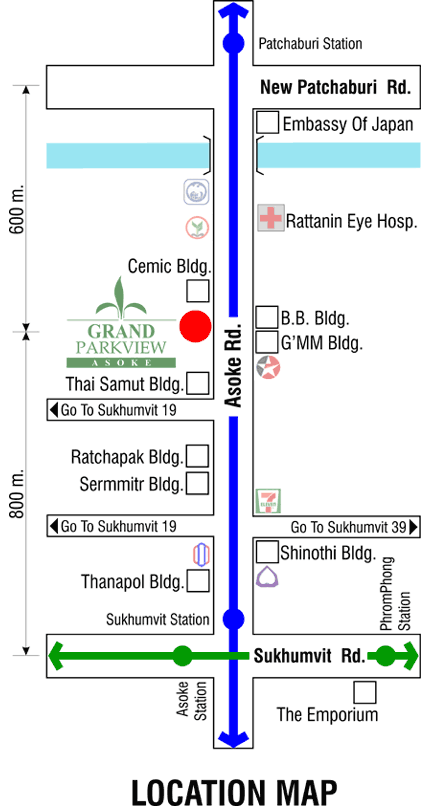 Patchaburi Station
New Patchaburi Rd.
Embassy Of Japan
600 m.
Rattanin Eye Hosp.
Cemic Bldg.
GRAND
PARKVIEW
ASOKE
B.B. Bldg.
G'MM Bldg.
Asoke Rd.
Thai Samut Bldg.
Go To Sukhumvit 19
Ratchapak Bldg.
Sermmitr Bldg.
800 m.
7
ELEVEN
Go To Sukhumvit 19
Go To Sukhumvit 39
Shinothi Bldg.
Thanapol Bldg.
Sukhumvit Station
PhromPhong
Station
Sukhumvit Rd.
Asoke
Station
The Emporium
LOCATION MAP